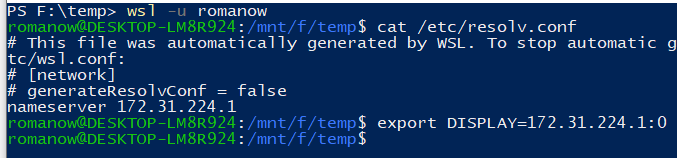 PS F:\temp> wsl -u romanow
romanow@DESKTOP-LM8R924:/mnt/f/temp$ cat /etc/resolv.conf
# This file was automatically generated by WSL. To stop automatic g
tc/wsl.conf:
# [network]
# generateResolvConf = false
nameserver 172.31.224.1
romanow@DESKTOP-LM8R924:/mnt/f/temp$ export DISPLAY=172.31.224.1:0
romanow@DESKTOP-LM8R924:/mnt/f/temp$